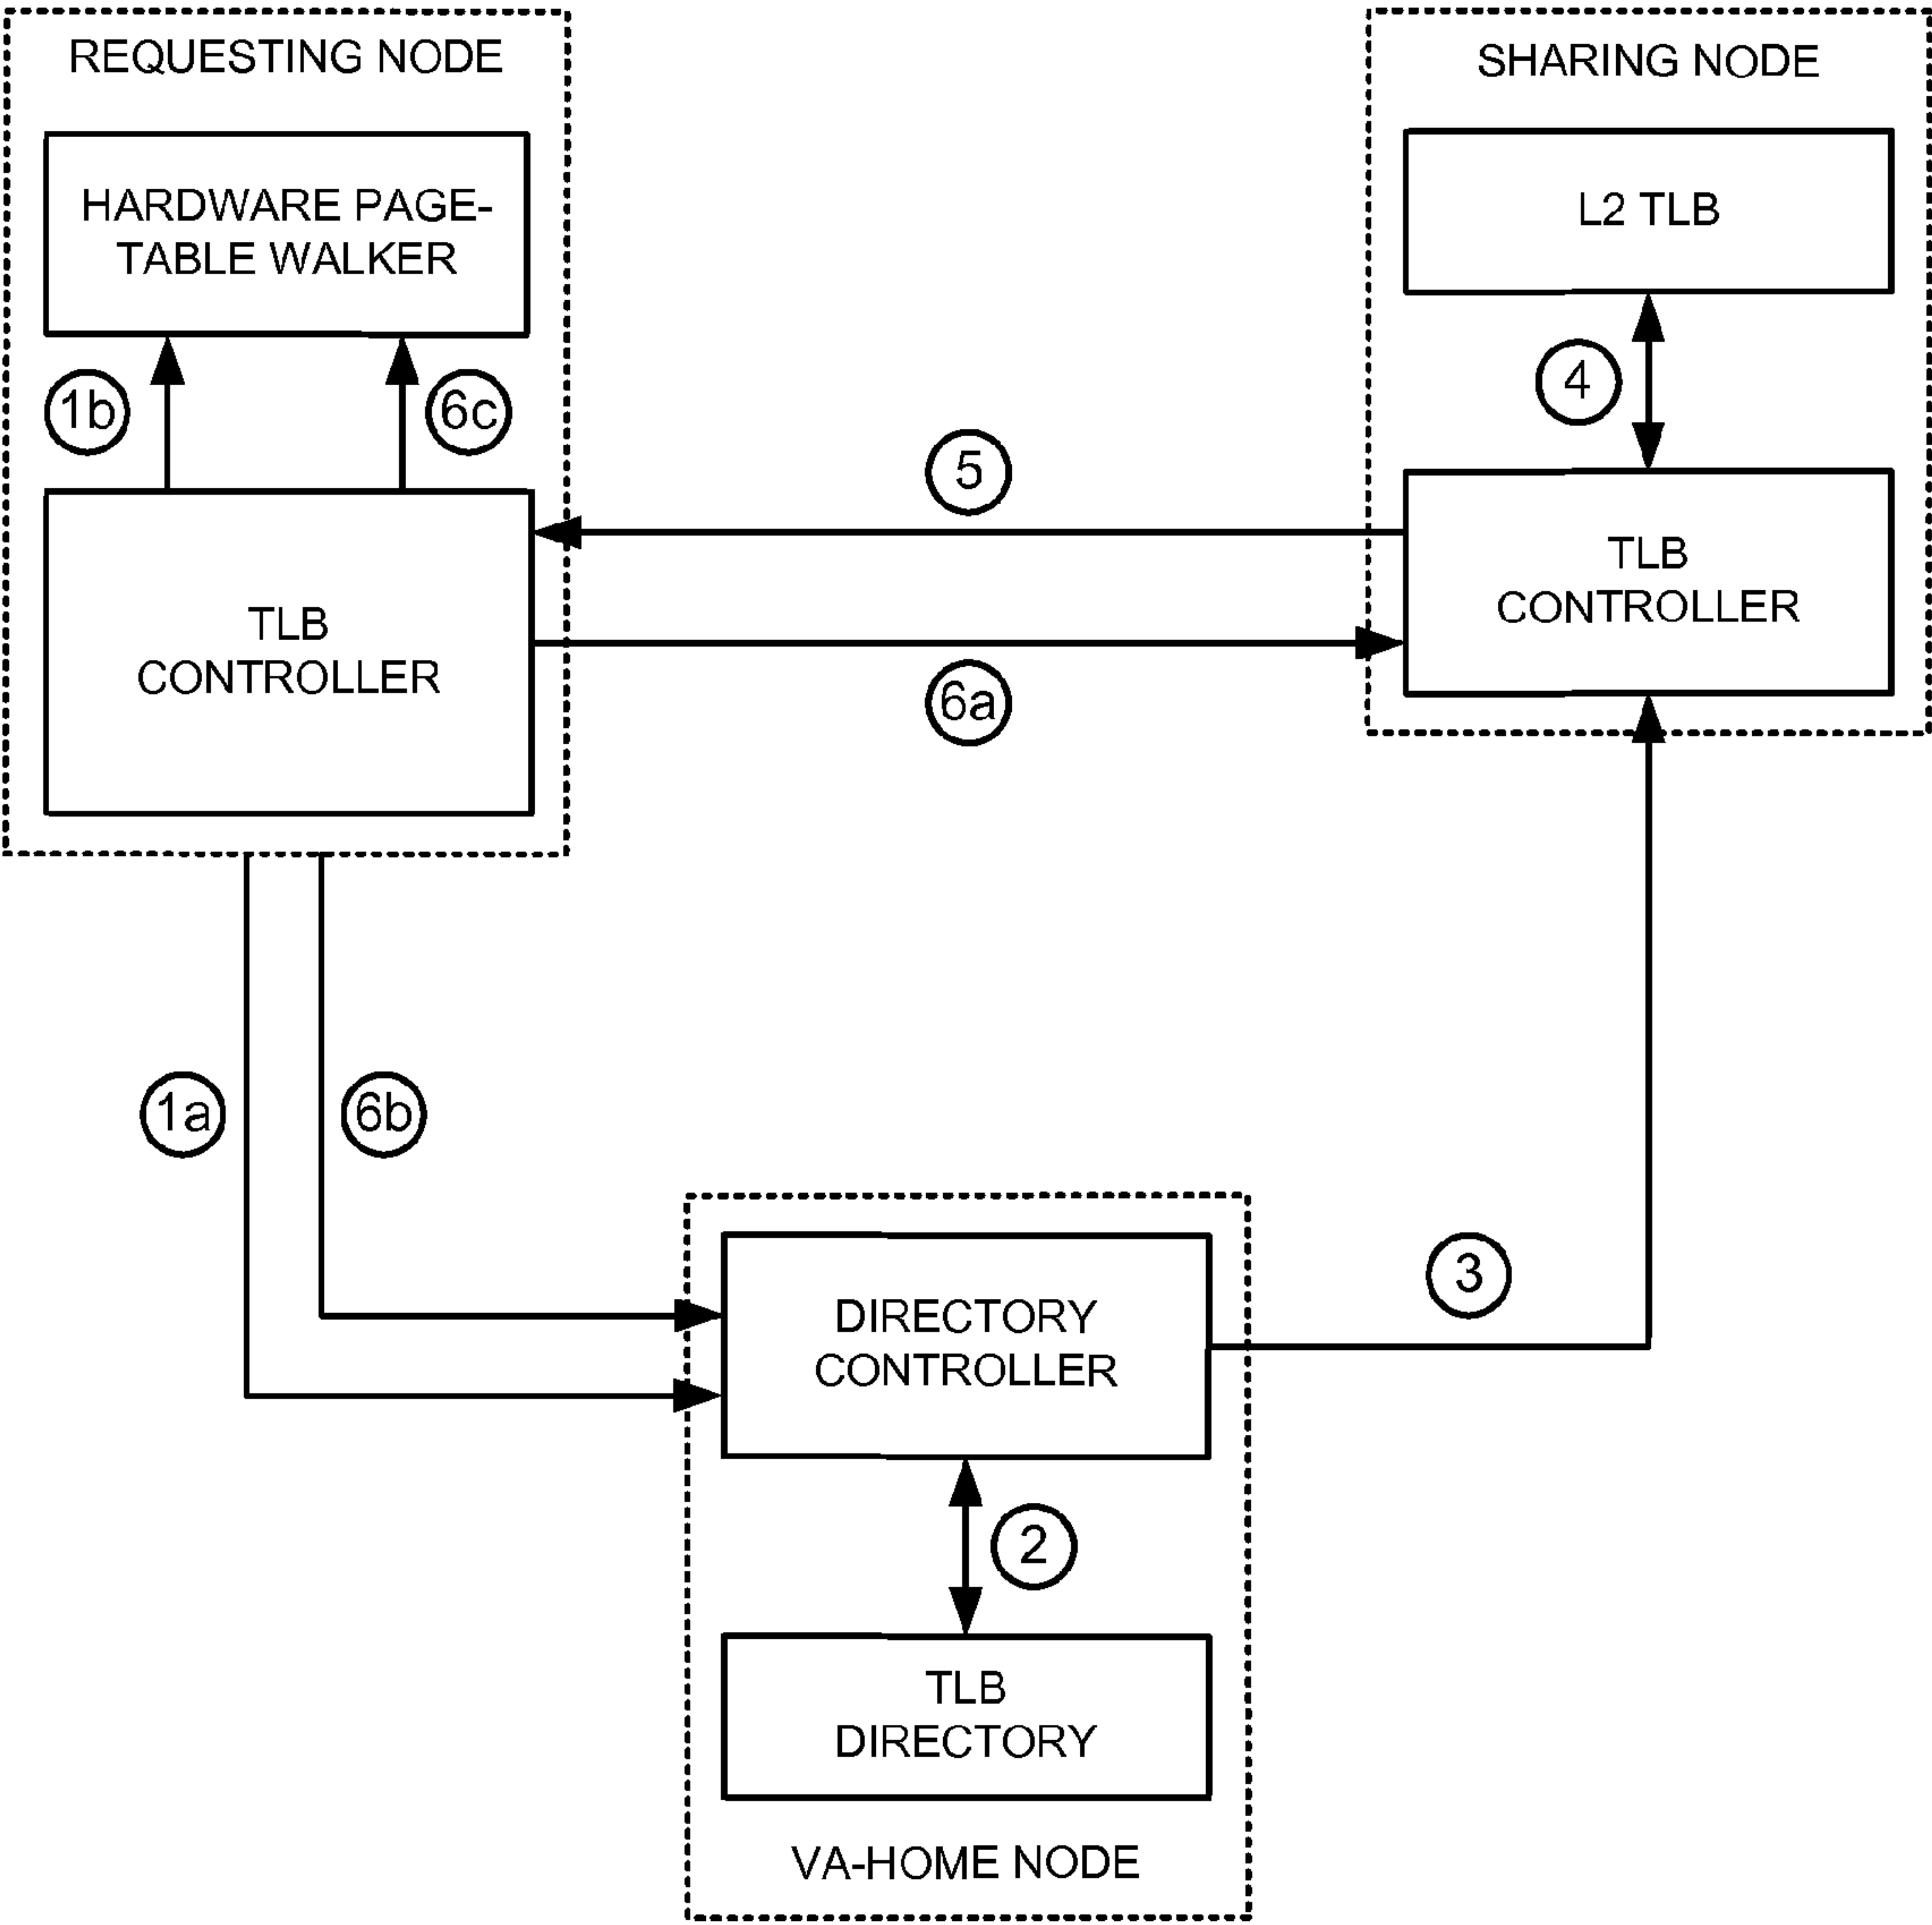 REQUESTING NODE
HARDWARE PAGE-
TABLE WALKER
1b
6c
TLB
CONTROLLER
SHARING NODE
L2 TLB
4
TLB
CONTROLLER
5
6a
1a
6b
3
DIRECTORY
CONTROLLER
2
TLB
DIRECTORY
VA-HOME NODE